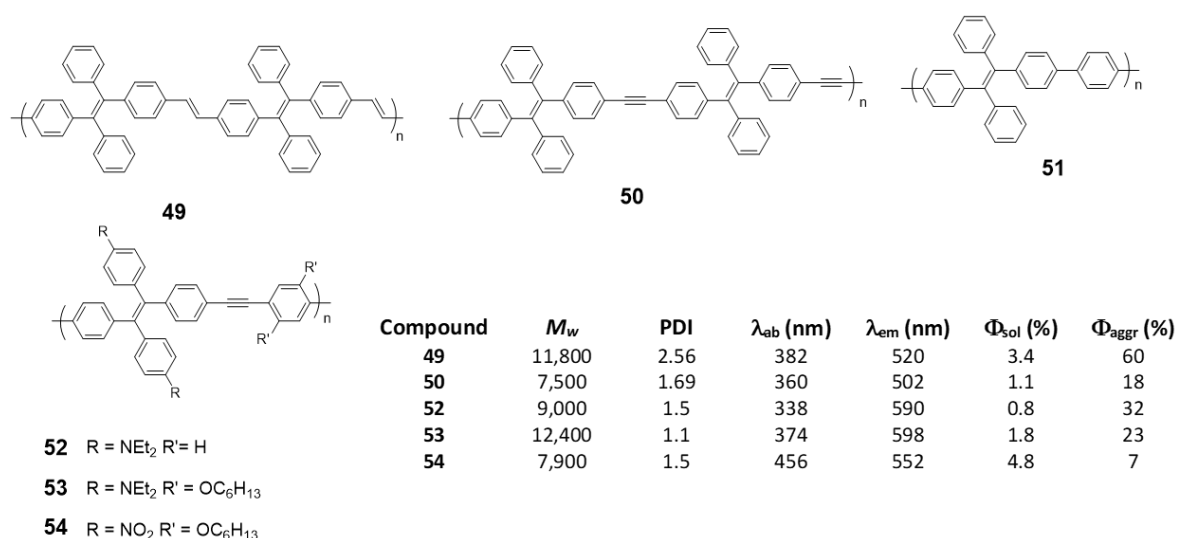 n
49
n
50
n
51
R
R
R'
R'
n
52 R = NEt₂ R'= H
53 R = NEt₂ R' = OC₆H₁₃
54 R = NO₂ R' = OC₆H₁₃
Compound Mw PDI λab (nm) λem (nm) Φsol (%) Φaggr (%)
49 11,800 2.56 382 520 3.4 60
50 7,500 1.69 360 502 1.1 18
52 9,000 1.5 338 590 0.8 32
53 12,400 1.1 374 598 1.8 23
54 7,900 1.5 456 552 4.8 7